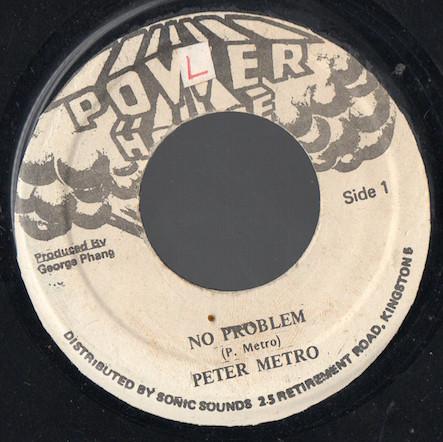 POWER
HOUSE
L
Side 1
Produced By
George Phang
NO PROBLEM
(P. Metro)
PETER METRO
DISTRIBUTED BY SONIC SOUNDS 25 RETIREMENT ROAD, KINGSTON 5